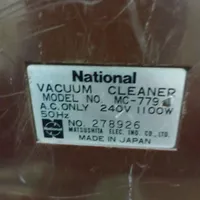 National
VACUUM CLEANER
MODEL NO. MC-779
A.C. ONLY 240V 1100W
50Hz
NO. 278926
MATSUSHITA ELEC. IND. CO., LTD.
MADE IN JAPAN